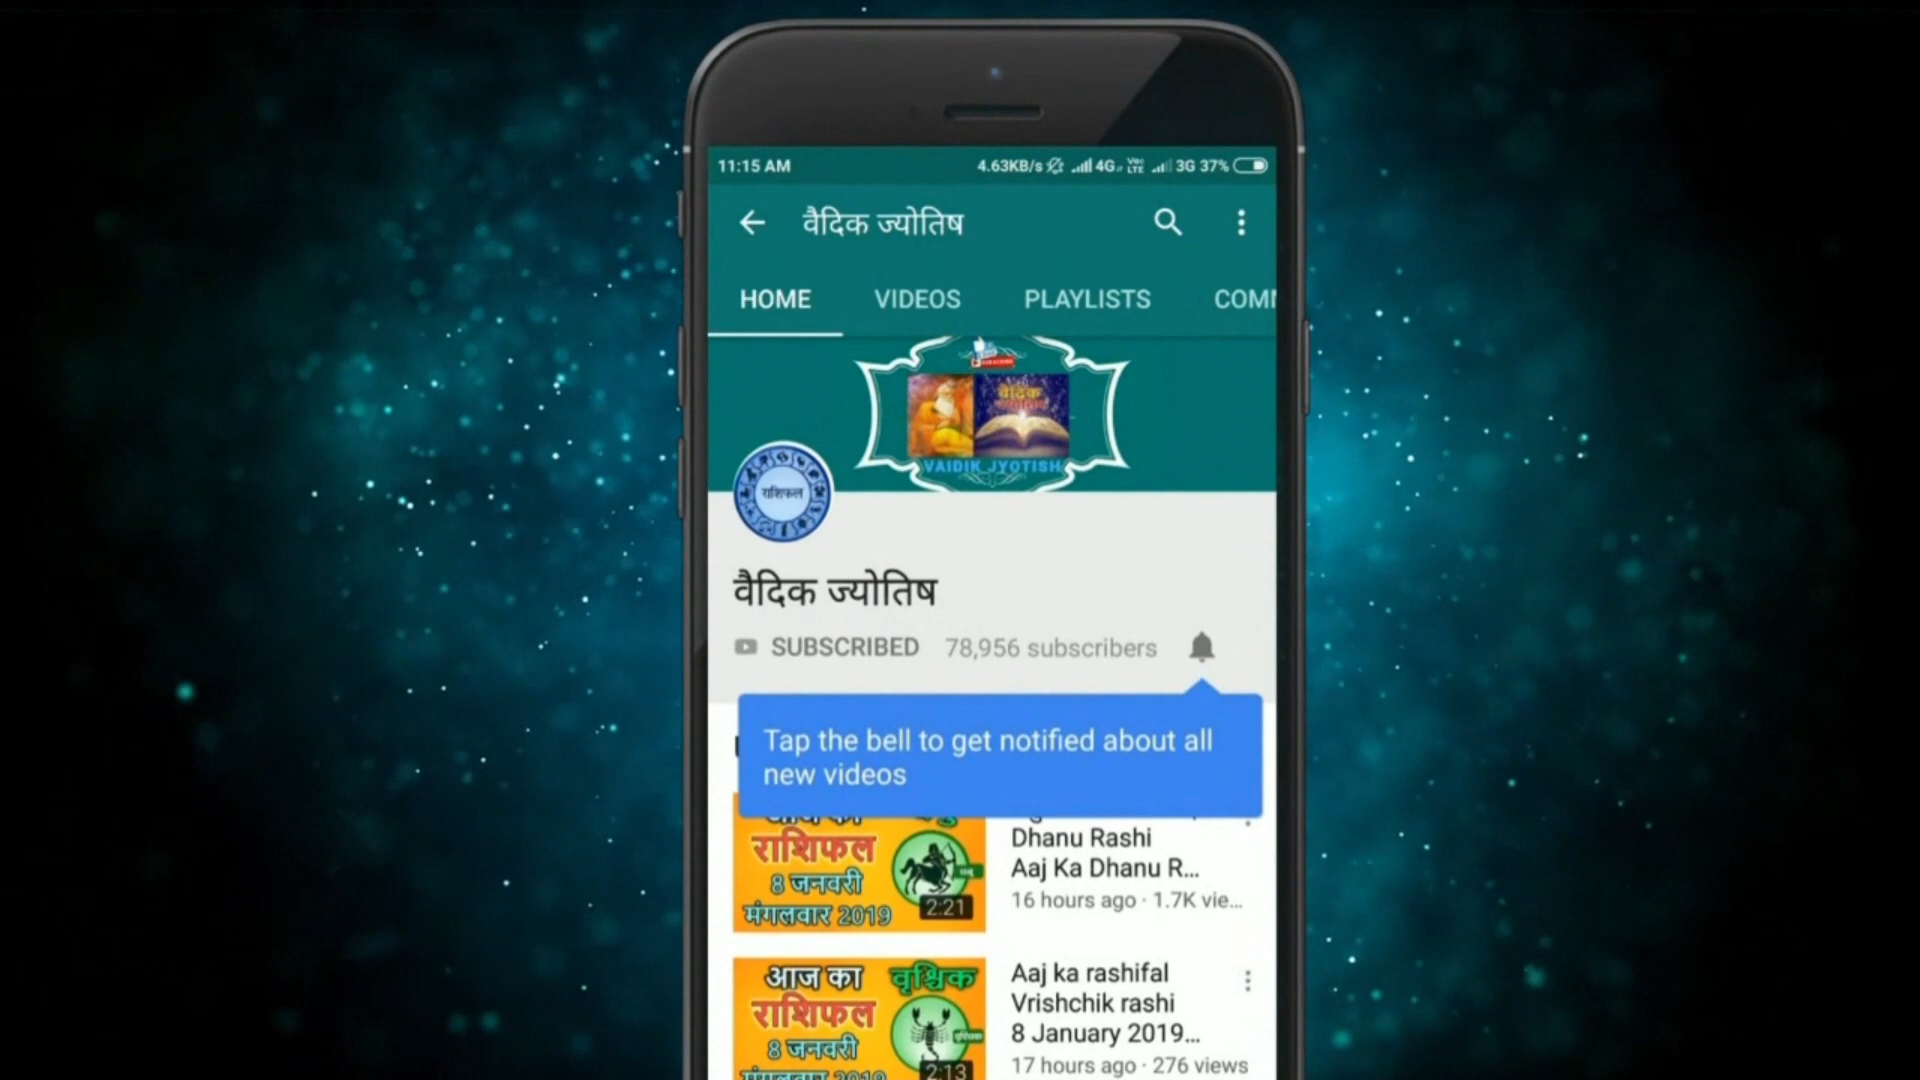 11:15 AM 4.63KB/s 4G VoLTE 3G 37%
वैदिक ज्योतिष
HOME VIDEOS PLAYLISTS COM
SUBSCRIBE
वैदिक
VAIDIK JYOTISH
राशिफल
वैदिक ज्योतिष
SUBSCRIBED 78,956 subscribers
Tap the bell to get notified about all
new videos
राशिफल
8 जनवरी
मंगलवार 2019
2:21
Dhanu Rashi
Aaj Ka Dhanu R...
16 hours ago · 1.7K vie...
आज का वृश्चिक
राशिफल
8 जनवरी
2:13
Aaj ka rashifal
Vrishchik rashi
8 January 2019...
17 hours ago · 276 views